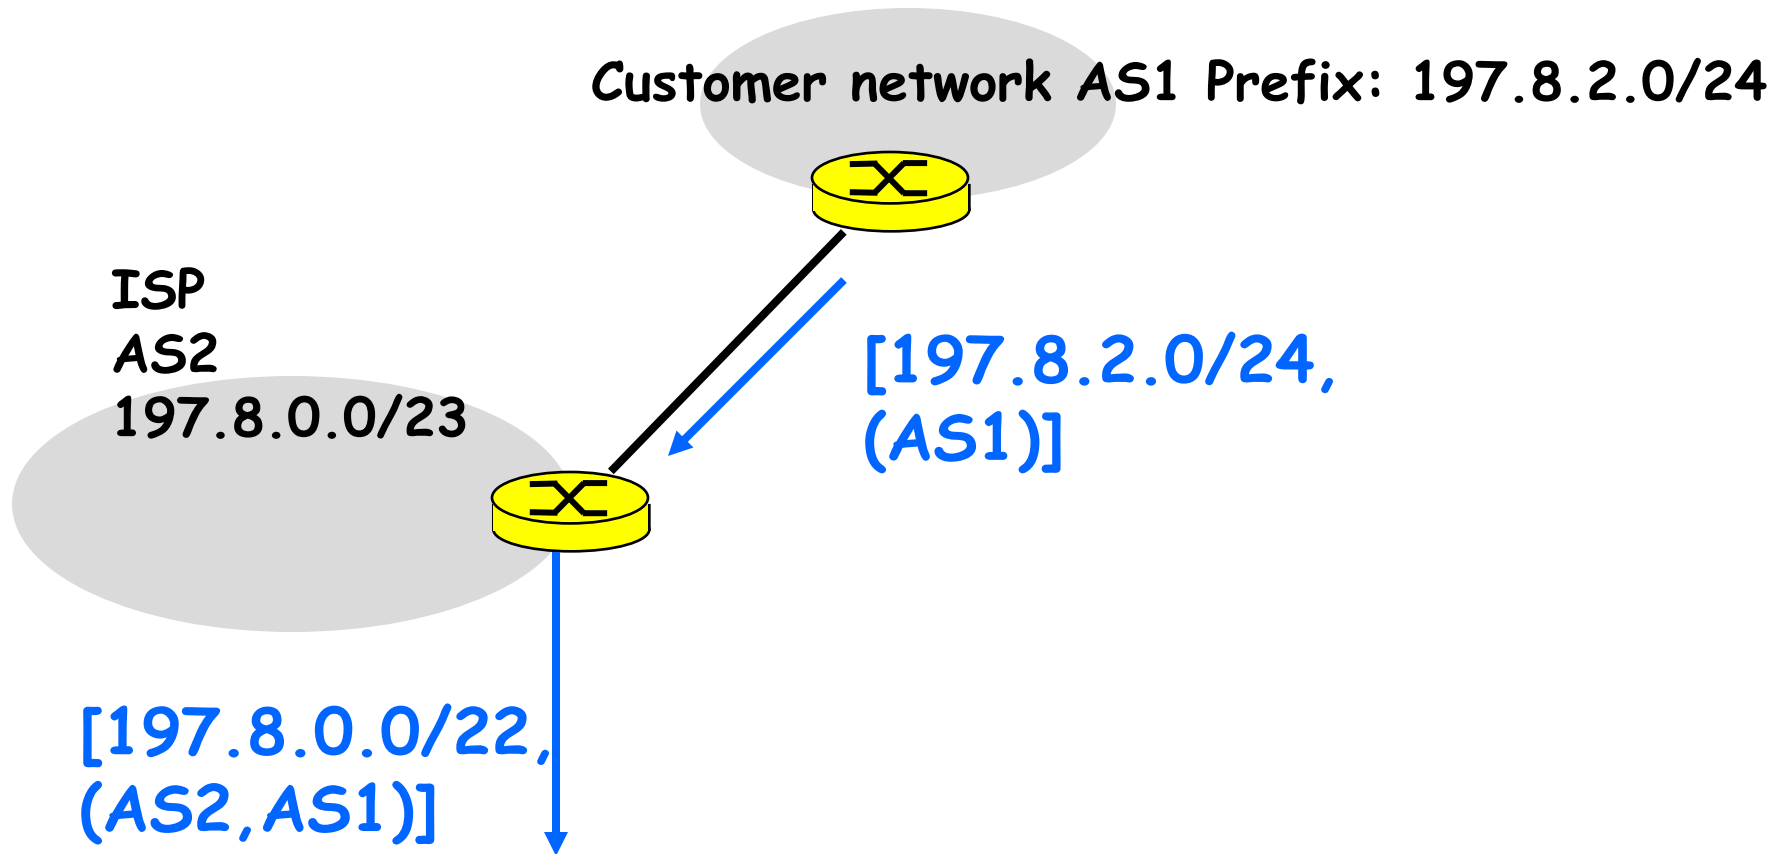 Customer network AS1 Prefix: 197.8.2.0/24
ISP
AS2
197.8.0.0/23
[197.8.2.0/24,
(AS1)]
[197.8.0.0/22,
(AS2,AS1)]